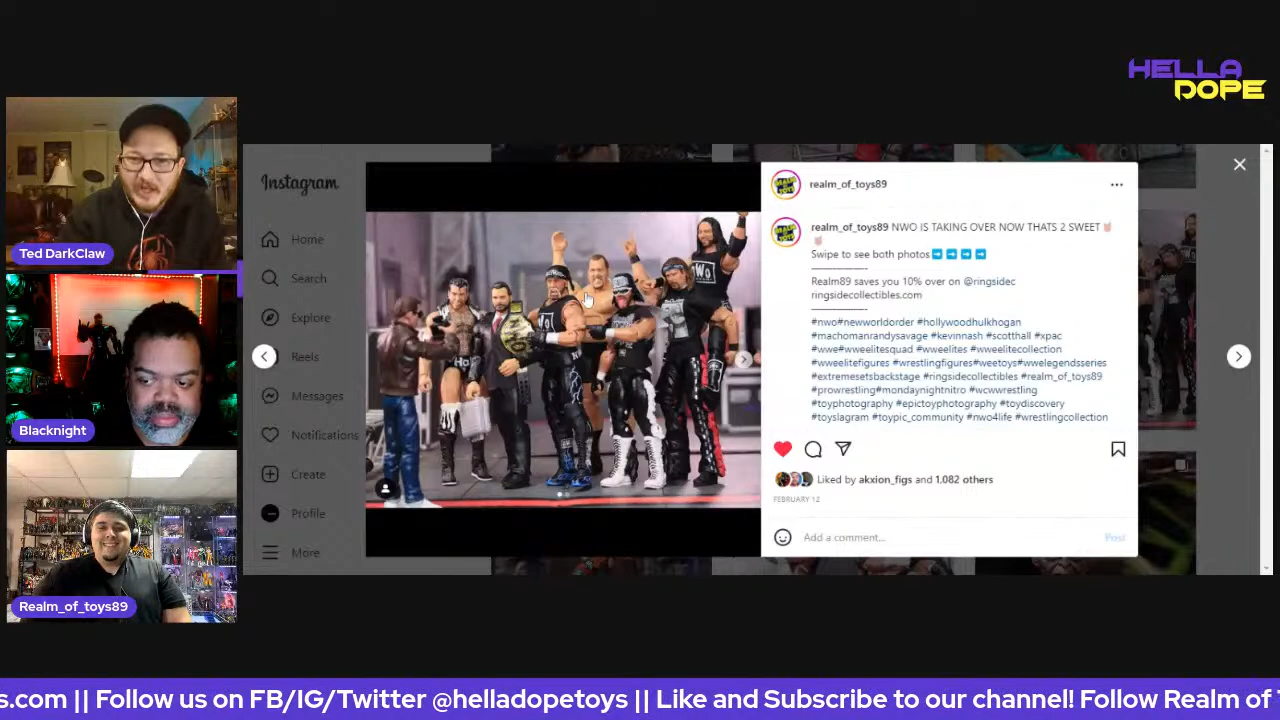 HELLA
DOPE
Ted DarkClaw
Blacknight
Realm_of_toys89
Instagram
Home
Search
Explore
Reels
Messages
Notifications
Create
Profile
More
nWo
realm_of_toys89
realm_of_toys89 NWO IS TAKING OVER NOW THATS 2 SWEET🤘🏻
🤘🏻
Swipe to see both photos➡️➡️➡️➡️
Realm89 saves you 10% over on @ringsidec
ringsidecollectibles.com
#nwo#newworldorder #hollywoodhulkhogan
#machomanrandysavage #kevinnash #scotthall #xpac
#wwe#wweelitesquad #wweelites #wweelitecollection
#wweelitefigures #wrestlingfigures#weetoys#wwelegendsseries
#extremesetsbackstage #ringsidecollectibles #realm_of_toys89
#prowrestling#mondaynightnitro #wcwwrestling
#toyphotography #epictoyphotography #toydiscovery
#toyslagram #toypic_community #nwo4life #wrestlingcollection
Liked by akxion_figs and 1,082 others
FEBRUARY 12
Add a comment...
Post
s.com || Follow us on FB/IG/Twitter @helladopetoys || Like and Subscribe to our channel! Follow Realm of